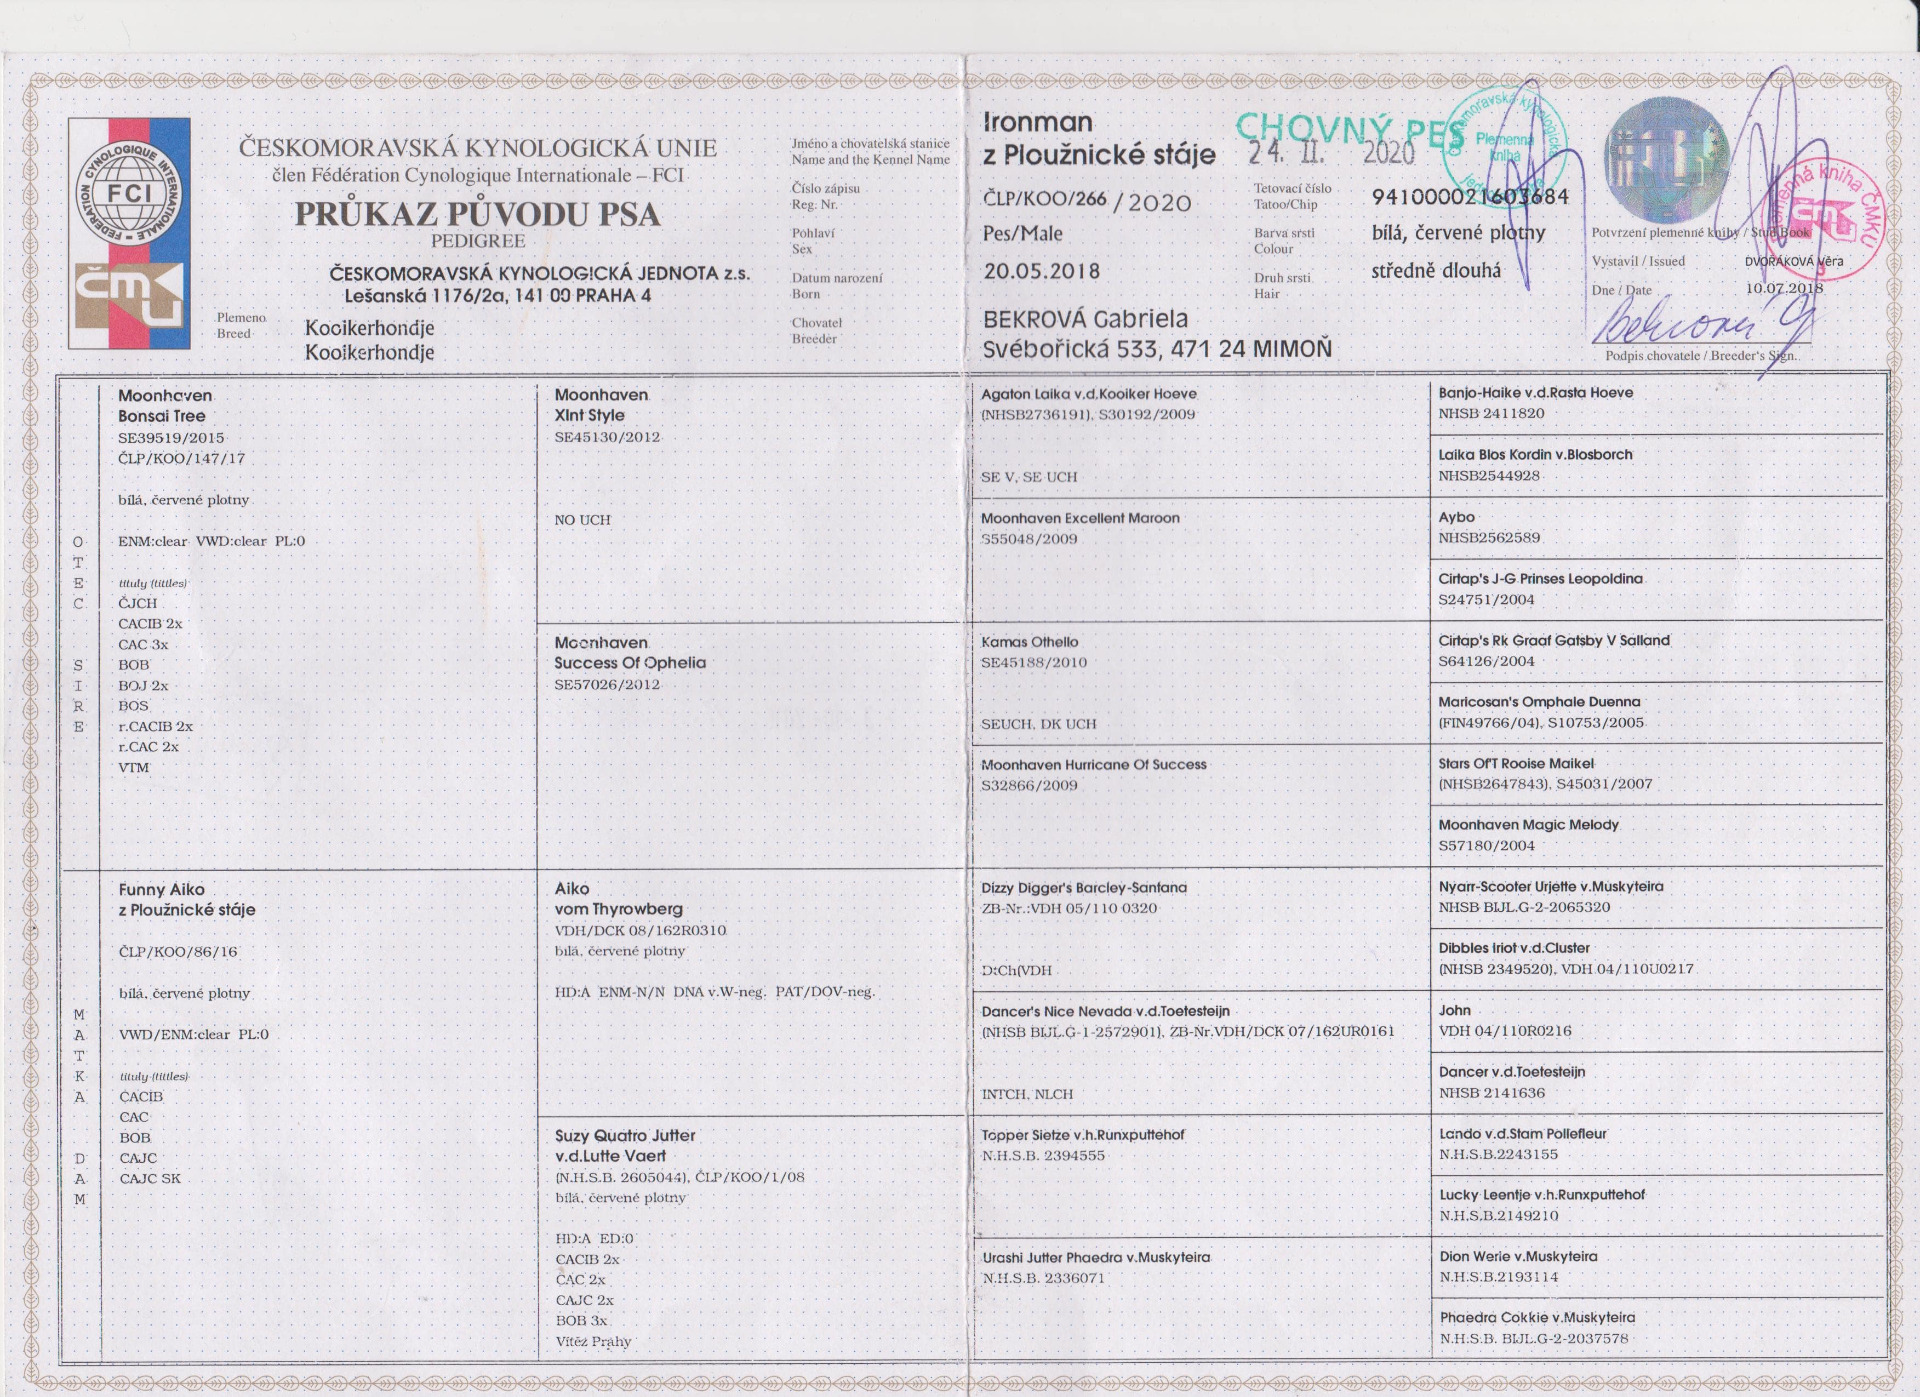 FÉDÉRATION CYNOLOGIQUE INTERNATIONALE
FCI
ČMKU
ČESKOMORAVSKÁ KYNOLOGICKÁ UNIE
člen Fédération Cynologique Internationale – FCI
PRŮKAZ PŮVODU PSA
PEDIGREE
ČESKOMORAVSKÁ KYNOLOGICKÁ JEDNOTA z.s.
Lešanská 1176/2a, 141 00 PRAHA 4
Plemeno
Breed
Kooikerhondje
Kooikerhondje
Jméno a chovatelská stanice
Name and the Kennel Name
Ironman
z Ploužnické stáje
CHOVNÝ PES
24. II. 2020
Českomoravská kynologická jednota
Plemenná
kniha
Číslo zápisu
Reg. Nr.
ČLP/KOO/266/2020
Tetovací číslo
Tatoo/Chip
941000021603684
Pohlaví
Sex
Pes/Male
Barva srsti
Colour
bílá, červené plotny
Datum narození
Born
20.05.2018
Druh srsti
Hair
středně dlouhá
Chovatel
Breeder
BEKROVÁ Gabriela
Svébořická 533, 471 24 MIMOŇ
Plemenná kniha ČMKU
3
Potvrzení plemenné knihy / Stud Book
Vystavil / Issued
DVOŘÁKOVÁ Věra
Dne / Date
10.07.2018
Podpis chovatele / Breeder's Sign.
OTEC SIRE
Moonhaven
Bonsai Tree
SE39519/2015
ČLP/KOO/147/17
bílá, červené plotny
ENM:clear VWD:clear PL:0
tituly (tittles)
ČJCH
CACIB 2x
CAC 3x
BOB
BOJ 2x
BOS
r.CACIB 2x
r.CAC 2x
VTM
MATKA DAM
Funny Aiko
z Ploužnické stáje
ČLP/KOO/86/16
bílá, červené plotny
VWD/ENM:clear PL:0
tituly (tittles)
CACIB
CAC
BOB
CAJC
CAJC SK
Moonhaven
Xlnt Style
SE45130/2012
NO UCH
Moonhaven
Success Of Ophelia
SE57026/2012
Aiko
vom Thyrowberg
VDH/DCK 08/162R0310
bílá, červené plotny
HD:A ENM-N/N DNA v.W-neg. PAT/DOV-neg.
Suzy Quatro Jutter
v.d.Lutte Vaert
(N.H.S.B. 2605044), ČLP/KOO/1/08
bílá, červené plotny
HD:A ED:0
CACIB 2x
CAC 2x
CAJC 2x
BOB 3x
Vítěz Prahy
Agaton Laika v.d.Kooiker Hoeve
(NHSB2736191), S30192/2009
SE V, SE UCH
Moonhaven Excellent Maroon
S55048/2009
Kamas Othello
SE45188/2010
SEUCH, DK UCH
Moonhaven Hurricane Of Success
S32866/2009
Dizzy Digger's Barcley-Santana
ZB-Nr.:VDH 05/110 0320
DtCh(VDH
Dancer's Nice Nevada v.d.Toetesteijn
(NHSB BIJL.G-1-2572901), ZB-Nr.VDH/DCK 07/162UR0161
INTCH, NLCH
Topper Sietze v.h.Runxputtehof
N.H.S.B. 2394555
Urashi Jutter Phaedra v.Muskyteira
N.H.S.B. 2336071
Banjo-Haike v.d.Rasta Hoeve
NHSB 2411820
Laika Blos Kordin v.Blosborch
NHSB2544928
Aybo
NHSB2562589
Cirtap's J-G Prinses Leopoldina
S24751/2004
Cirtap's Rk Graaf Gatsby V Salland
S64126/2004
Maricosan's Omphale Duenna
(FIN49766/04), S10753/2005
Stars Of'T Rooise Maikel
(NHSB2647843), S45031/2007
Moonhaven Magic Melody
S57180/2004
Nyarr-Scooter Urjette v.Muskyteira
NHSB BIJL.G-2-2065320
Dibbles Iriot v.d.Cluster
(NHSB 2349520), VDH 04/110U0217
John
VDH 04/110R0216
Dancer v.d.Toetesteijn
NHSB 2141636
Lando v.d.Stam Pollefleur
N.H.S.B.2243155
Lucky Leentje v.h.Runxputtehof
N.H.S.B.2149210
Dion Werie v.Muskyteira
N.H.S.B.2193114
Phaedra Cokkie v.Muskyteira
N.H.S.B. BIJL.G-2-2037578